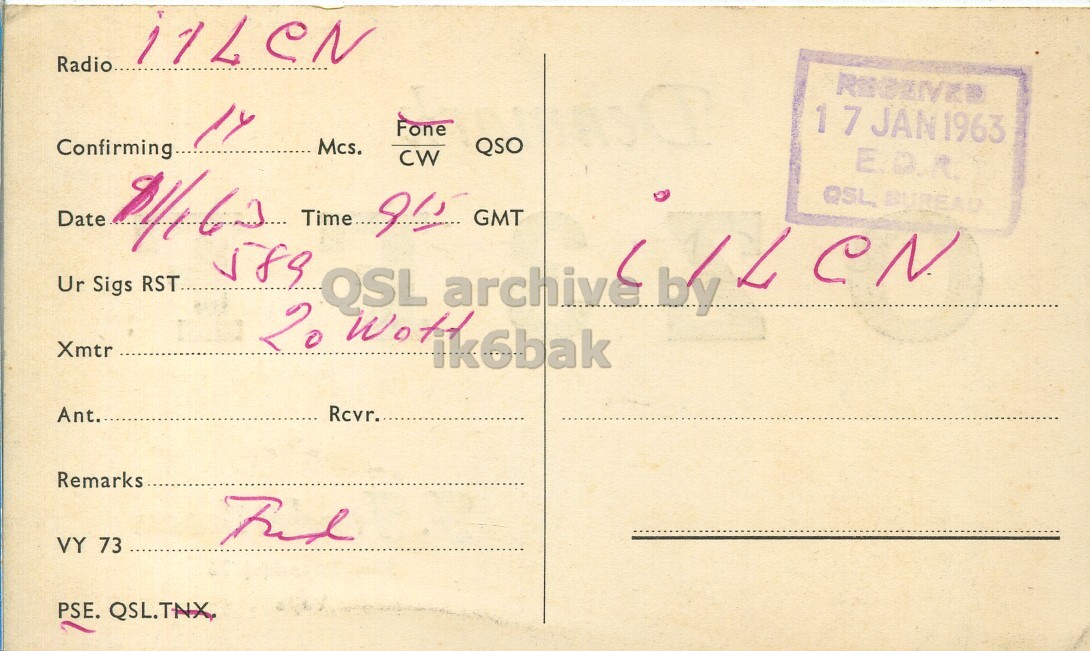 Radio i1LCN
Confirming 14 Mcs. Fone/CW QSO
Date /1 63 Time 915 GMT
Ur Sigs RST 589
Xmtr 20 Watt
Ant. Rcvr.
Remarks
VY 73 Fred
PSE. QSL. TNX.
RECEIVED
17 JAN 1963
E.D.R.
QSL. BUREAU
i1LCN
QSL archive by
ik6bak